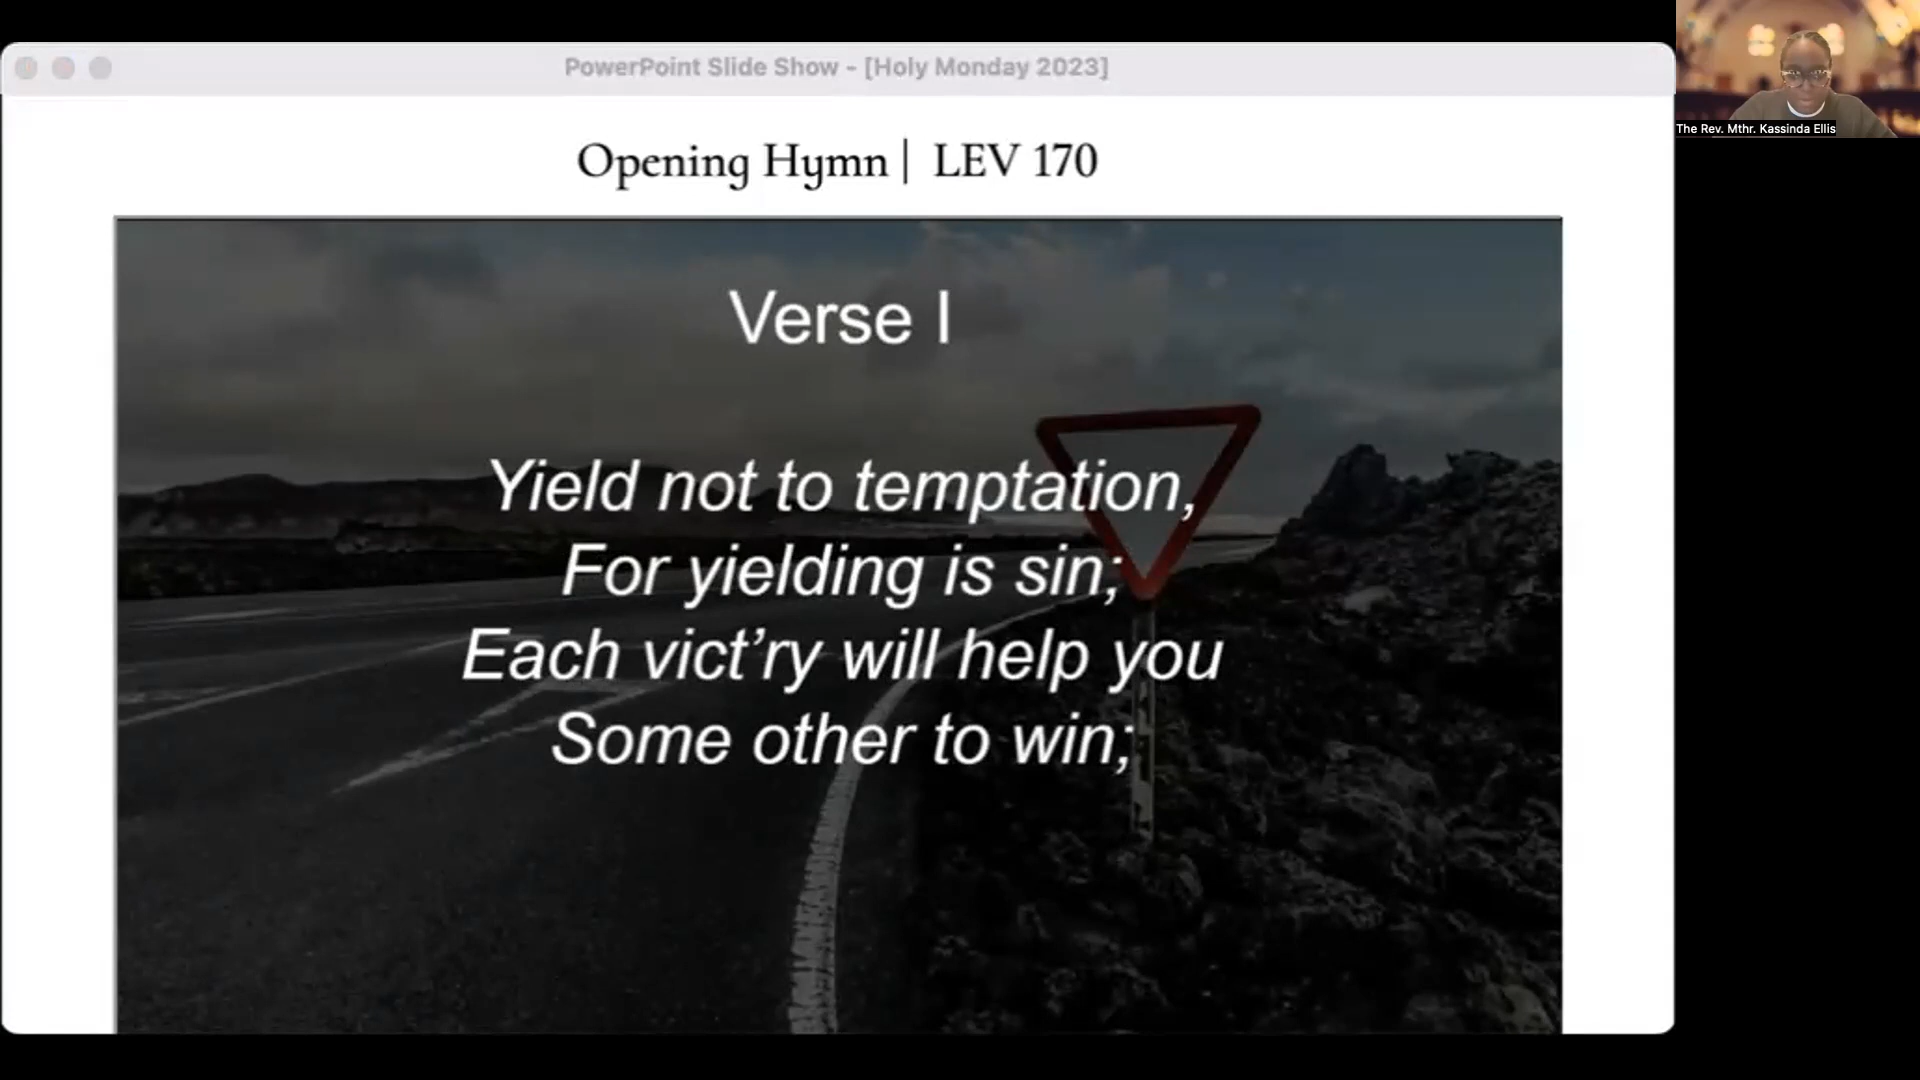 PowerPoint Slide Show - [Holy Monday 2023]
The Rev. Mthr. Kassinda Ellis
Opening Hymn | LEV 170
Verse I
Yield not to temptation,
For yielding is sin;
Each vict’ry will help you
Some other to win;